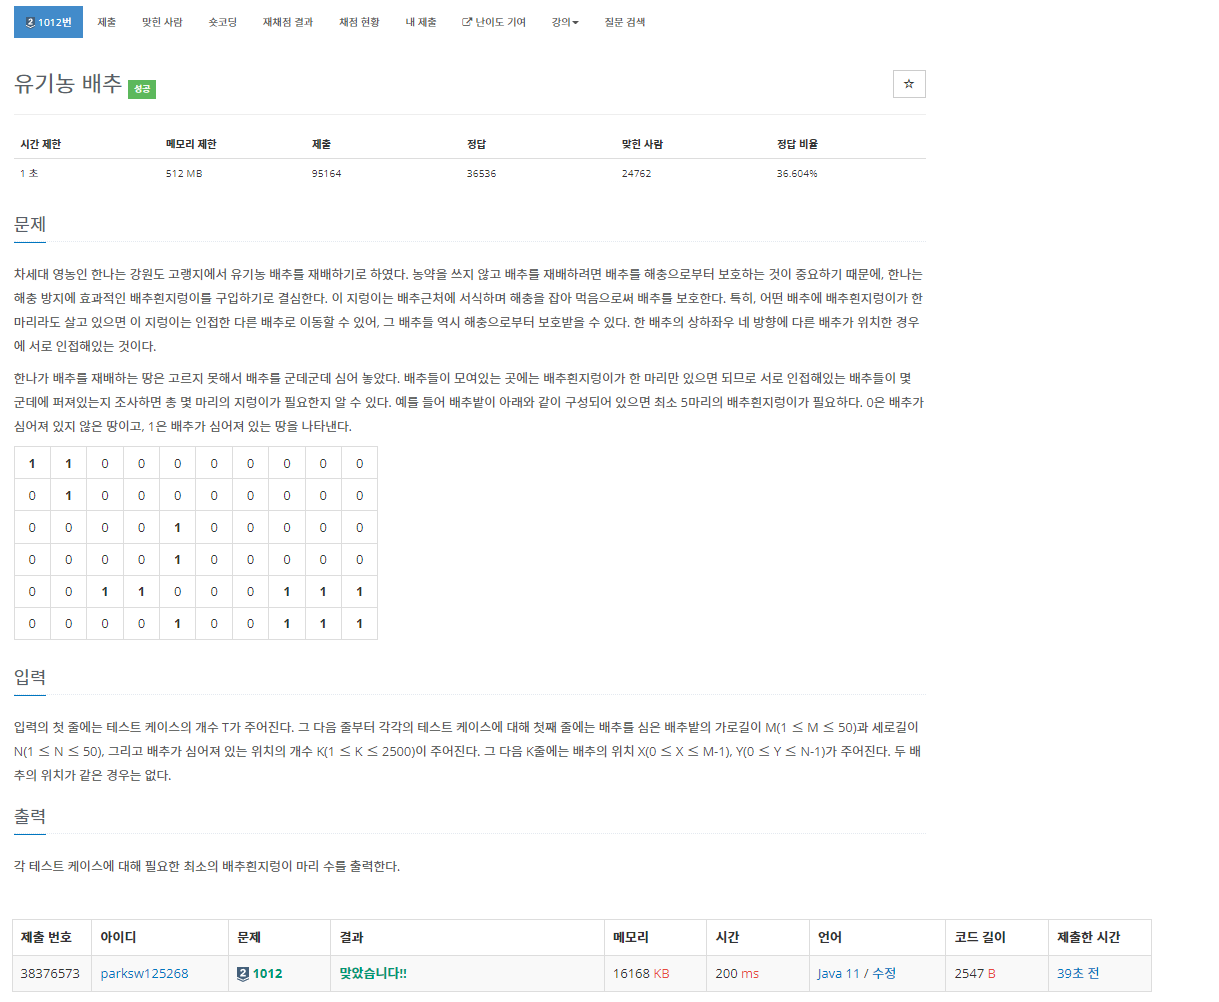 1012번 제출 맞힌 사람 숏코딩 재채점 결과 채점 현황 내 제출 난이도 기여 강의 질문 검색
유기농 배추 성공
시간 제한 메모리 제한 제출 정답 맞힌 사람 정답 비율
1 초 512 MB 95164 36536 24762 36.604%
문제
차세대 영농인 한나는 강원도 고랭지에서 유기농 배추를 재배하기로 하였다. 농약을 쓰지 않고 배추를 재배하려면 배추를 해충으로부터 보호하는 것이 중요하기 때문에, 한나는
해충 방지에 효과적인 배추흰지렁이를 구입하기로 결심한다. 이 지렁이는 배추근처에 서식하며 해충을 잡아 먹음으로써 배추를 보호한다. 특히, 어떤 배추에 배추흰지렁이가 한
마리라도 살고 있으면 이 지렁이는 인접한 다른 배추로 이동할 수 있어, 그 배추들 역시 해충으로부터 보호받을 수 있다. 한 배추의 상하좌우 네 방향에 다른 배추가 위치한 경우
에 서로 인접해있는 것이다.
한나가 배추를 재배하는 땅은 고르지 못해서 배추를 군데군데 심어 놓았다. 배추들이 모여있는 곳에는 배추흰지렁이가 한 마리만 있으면 되므로 서로 인접해있는 배추들이 몇
군데에 퍼져있는지 조사하면 총 몇 마리의 지렁이가 필요한지 알 수 있다. 예를 들어 배추밭이 아래와 같이 구성되어 있으면 최소 5마리의 배추흰지렁이가 필요하다. 0은 배추가
심어져 있지 않은 땅이고, 1은 배추가 심어져 있는 땅을 나타낸다.
1 1 0 0 0 0 0 0 0 0
0 1 0 0 0 0 0 0 0 0
0 0 0 0 1 0 0 0 0 0
0 0 0 0 1 0 0 0 0 0
0 0 1 1 0 0 0 1 1 1
0 0 0 0 1 0 0 1 1 1
입력
입력의 첫 줄에는 테스트 케이스의 개수 T가 주어진다. 그 다음 줄부터 각각의 테스트 케이스에 대해 첫째 줄에는 배추를 심은 배추밭의 가로길이 M(1 ≤ M ≤ 50)과 세로길이
N(1 ≤ N ≤ 50), 그리고 배추가 심어져 있는 위치의 개수 K(1 ≤ K ≤ 2500)이 주어진다. 그 다음 K줄에는 배추의 위치 X(0 ≤ X ≤ M-1), Y(0 ≤ Y ≤ N-1)가 주어진다. 두 배
추의 위치가 같은 경우는 없다.
출력
각 테스트 케이스에 대해 필요한 최소의 배추흰지렁이 마리 수를 출력한다.
제출 번호 아이디 문제 결과 메모리 시간 언어 코드 길이 제출한 시간
38376573 parksw125268 2 1012 맞았습니다!! 16168 KB 200 ms Java 11 / 수정 2547 B 39초 전